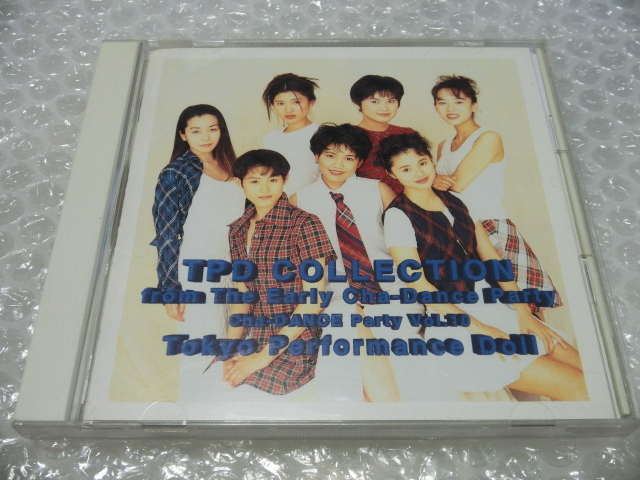 TPD COLLECTION
from The Early Cha-Dance Party
Cha-DANCE Party Vol.10
Tokyo Performance Doll